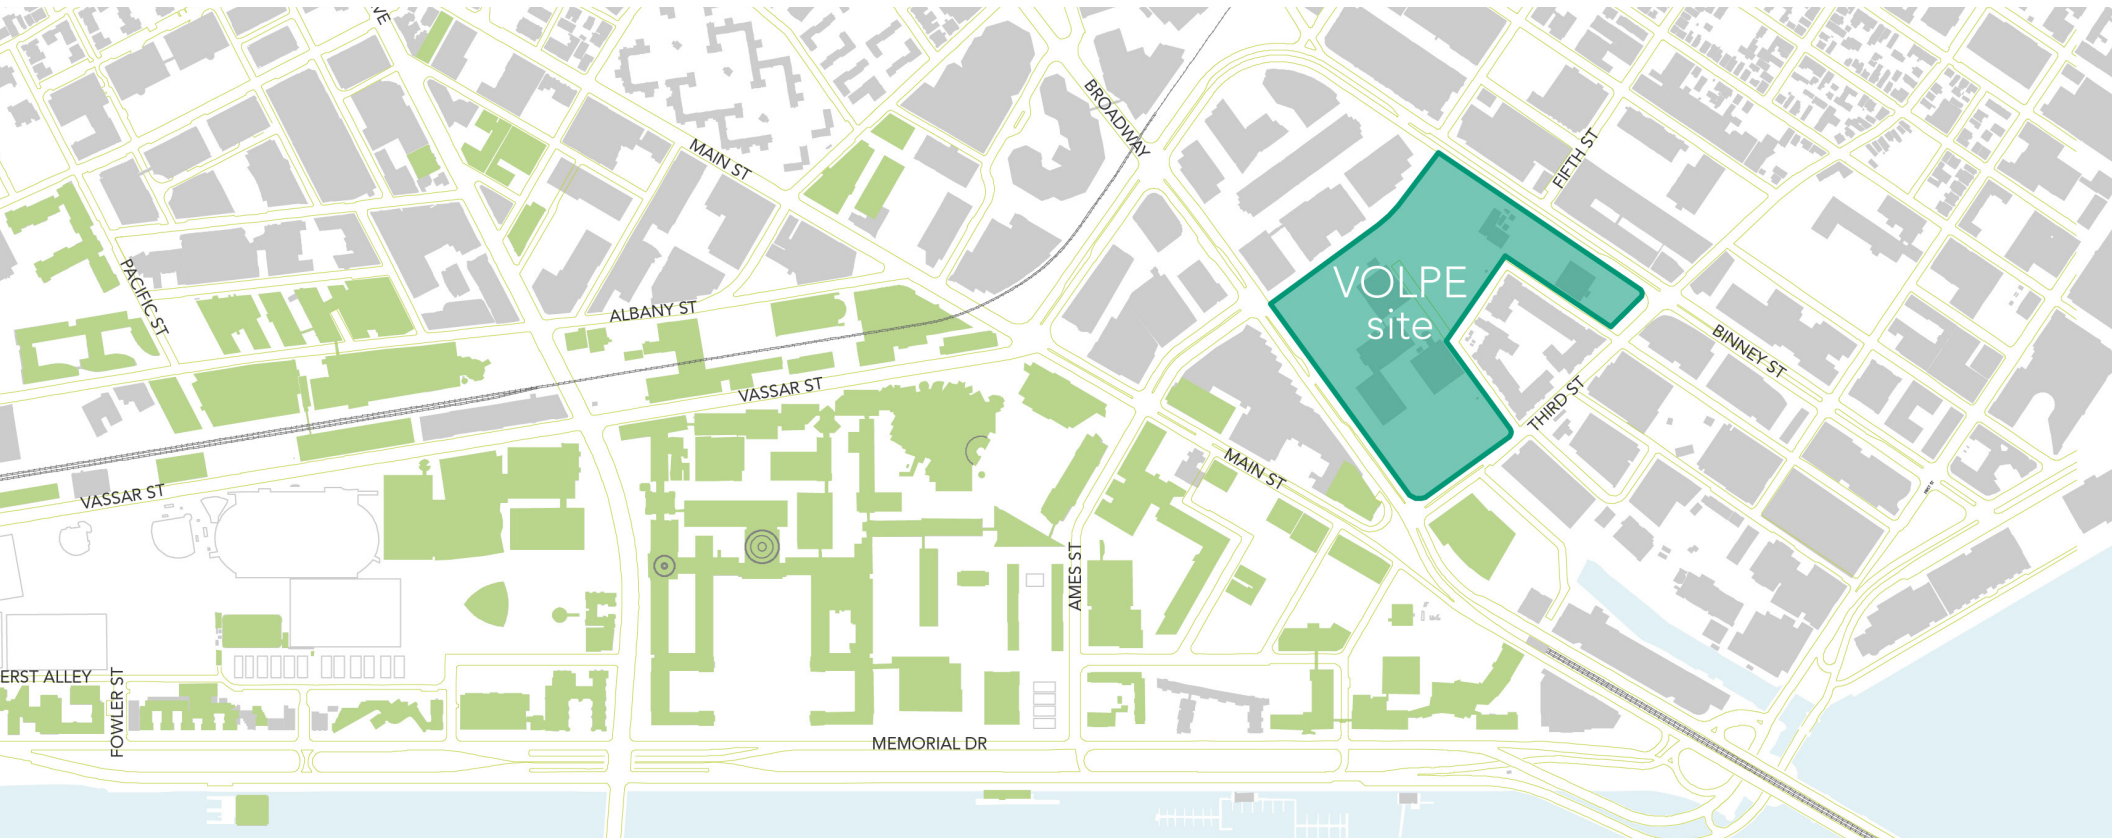 BROADWAY
MAIN ST
FIFTH ST
PACIFIC ST
VOLPE
site
ALBANY ST
BINNEY ST
VASSAR ST
THIRD ST
MAIN ST
VASSAR ST
AMES ST
ERST ALLEY
FOWLER ST
MEMORIAL DR